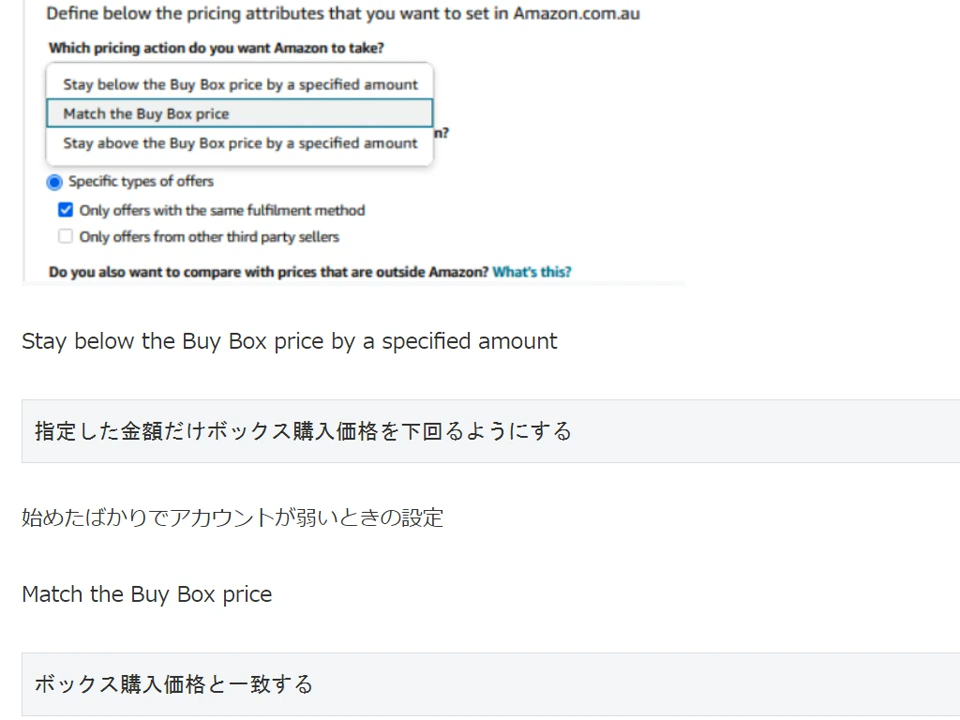 Define below the pricing attributes that you want to set in Amazon.com.au
Which pricing action do you want Amazon to take?
Stay below the Buy Box price by a specified amount
Match the Buy Box price
n?
Stay above the Buy Box price by a specified amount
Specific types of offers
Only offers with the same fulfilment method
Only offers from other third party sellers
Do you also want to compare with prices that are outside Amazon? What's this?
Stay below the Buy Box price by a specified amount
指定した金額だけボックス購入価格を下回るようにする
始めたばかりでアカウントが弱いときの設定
Match the Buy Box price
ボックス購入価格と一致する